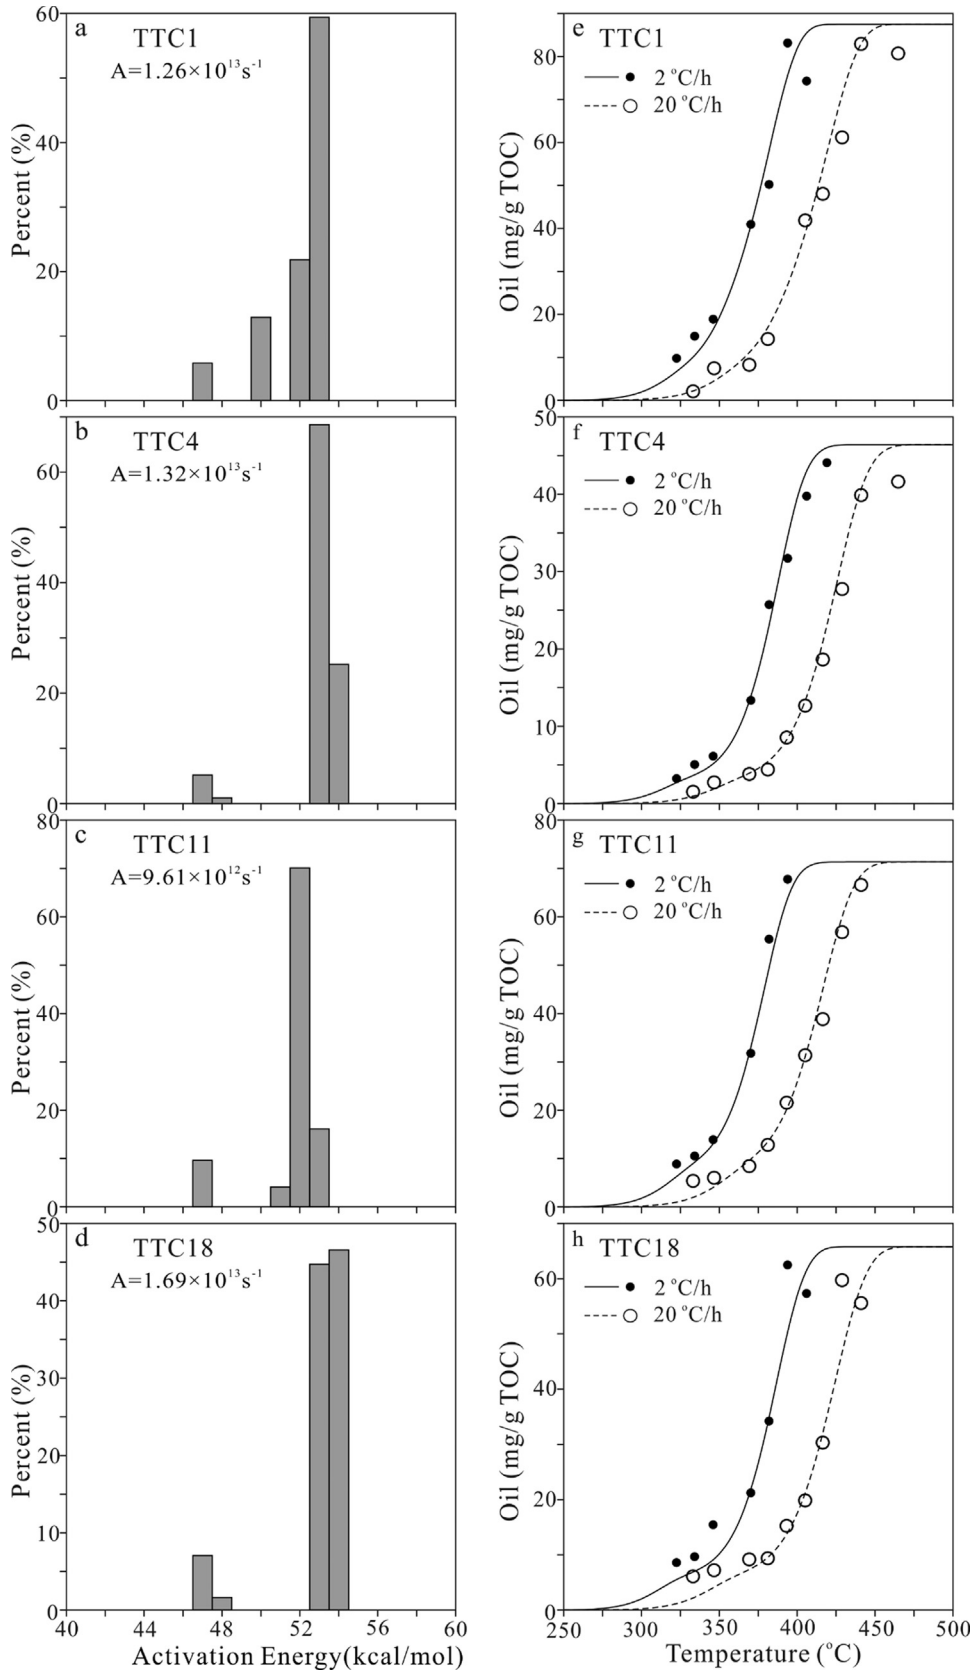 a
TTC1
A=1.26×10¹³s⁻¹
60
40
20
0
Percent (%)
e
TTC1
2 °C/h
20 °C/h
80
60
40
20
0
Oil (mg/g TOC)
b
TTC4
A=1.32×10¹³s⁻¹
60
40
20
0
Percent (%)
f
TTC4
2 °C/h
20 °C/h
50
40
30
20
10
0
Oil (mg/g TOC)
c
TTC11
A=9.61×10¹²s⁻¹
80
60
40
20
0
Percent (%)
g
TTC11
2 °C/h
20 °C/h
80
60
40
20
0
Oil (mg/g TOC)
d
TTC18
A=1.69×10¹³s⁻¹
50
40
30
20
10
0
Percent (%)
40 44 48 52 56 60
Activation Energy(kcal/mol)
h
TTC18
2 °C/h
20 °C/h
60
40
20
0
Oil (mg/g TOC)
250 300 350 400 450 500
Temperature (°C)